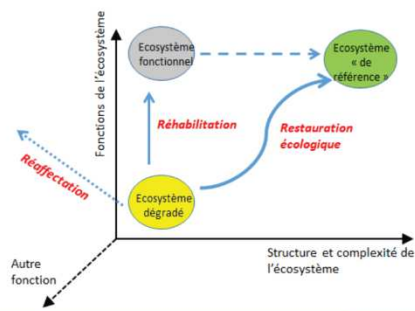 Fonctions de l'écosystème
Ecosystème
fonctionnel
Ecosystème
« de
référence »
Réhabilitation
Restauration
écologique
Réaffectation
Ecosystème
dégradé
Autre
fonction
Structure et complexité de
l'écosystème